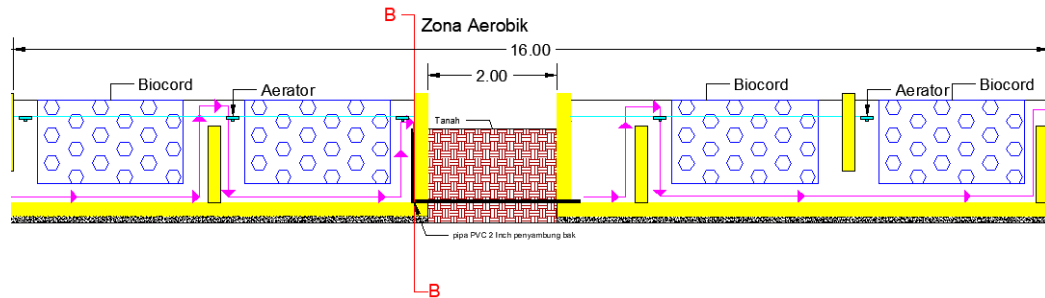 B
Zona Aerobik
16.00
2.00
Biocord
Aerator
Biocord
Aerator
Biocord
Tanah
pipa PVC 2 Inch penyambung bak
B